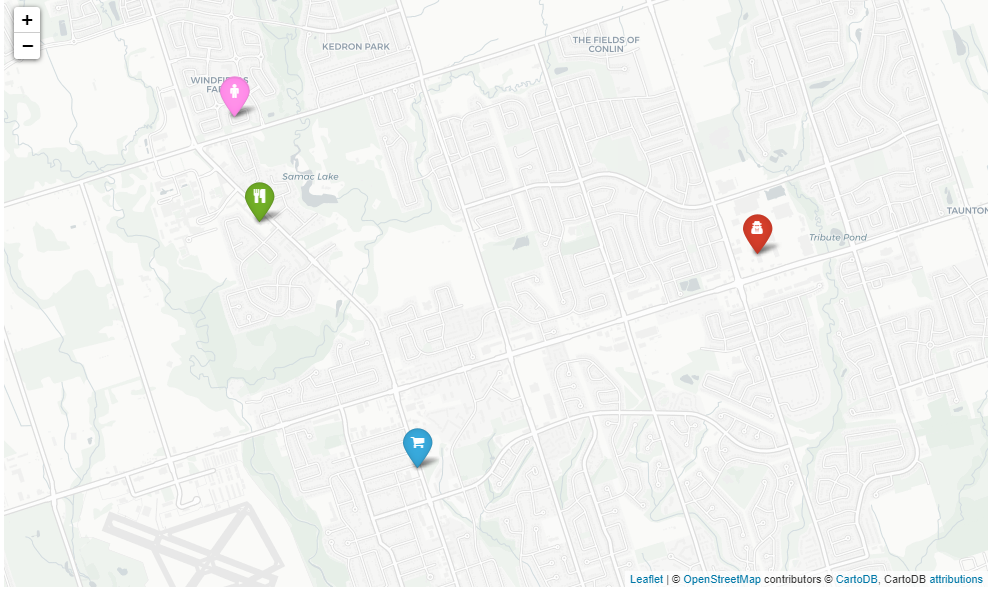 +
−
KEDRON PARK
THE FIELDS OF
CONLIN
Samac Lake
TAUNTON
Tribute Pond
Leaflet | © OpenStreetMap contributors © CartoDB, CartoDB attributions